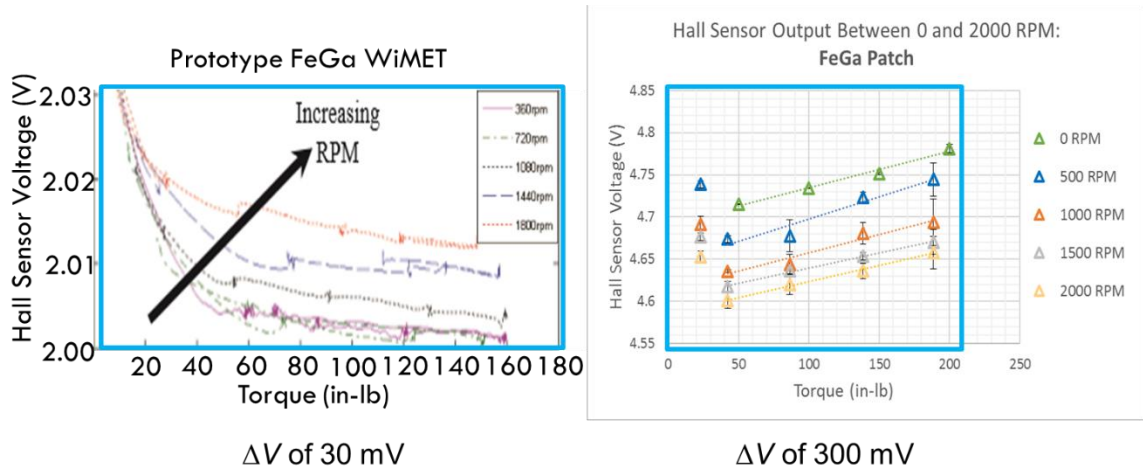 Prototype FeGa WiMET
Hall Sensor Voltage (V)
2.03
2.02
2.01
2.00
Increasing
RPM
360rpm
720rpm
1080rpm
1440rpm
1800rpm
20 40 60 80 100 120 140 160 180
Torque (in-lb)
ΔV of 30 mV
Hall Sensor Output Between 0 and 2000 RPM:
FeGa Patch
Hall Sensor Voltage (V)
4.85
4.8
4.75
4.7
4.65
4.6
4.55
0 50 100 150 200 250
Torque (in-lb)
0 RPM
500 RPM
1000 RPM
1500 RPM
2000 RPM
ΔV of 300 mV